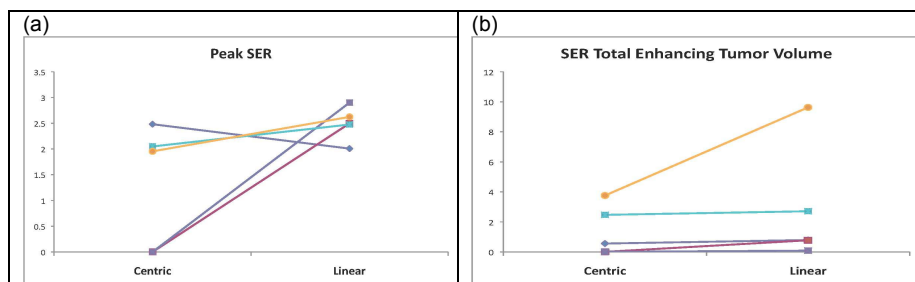 (a)
Peak SER
3.5
3
2.5
2
1.5
1
0.5
0
Centric Linear
(b)
SER Total Enhancing Tumor Volume
12
10
8
6
4
2
0
Centric Linear